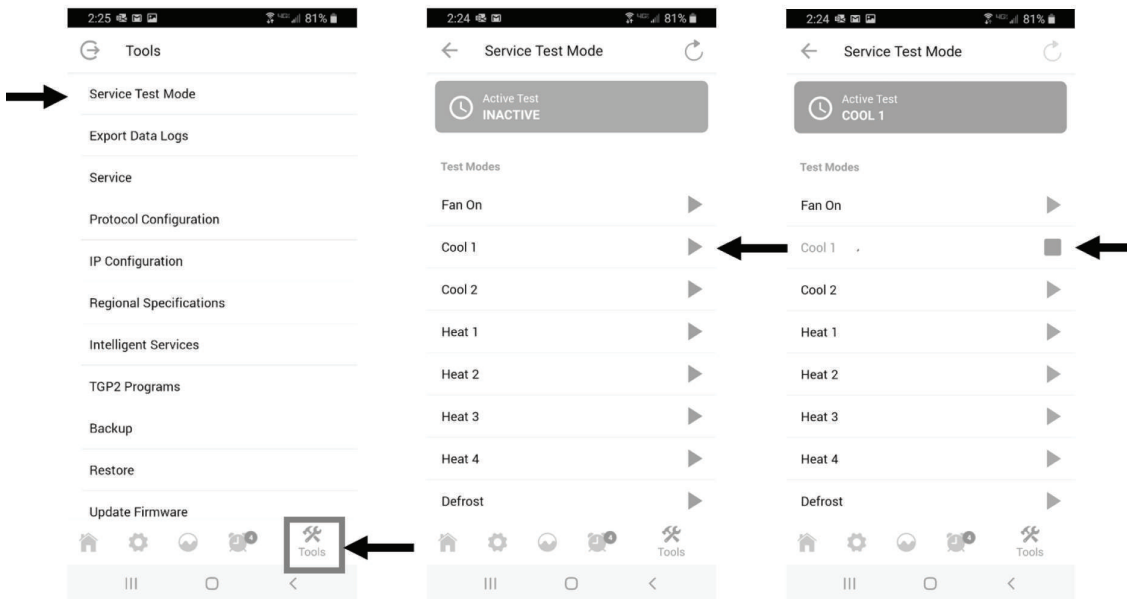 2:25 81%
Tools
Service Test Mode
Export Data Logs
Service
Protocol Configuration
IP Configuration
Regional Specifications
Intelligent Services
TGP2 Programs
Backup
Restore
Update Firmware
4
Tools
2:24 81%
Service Test Mode
Active Test
INACTIVE
Test Modes
Fan On
Cool 1
Cool 2
Heat 1
Heat 2
Heat 3
Heat 4
Defrost
4
Tools
2:24 81%
Service Test Mode
Active Test
COOL 1
Test Modes
Fan On
Cool 1
Cool 2
Heat 1
Heat 2
Heat 3
Heat 4
Defrost
4
Tools